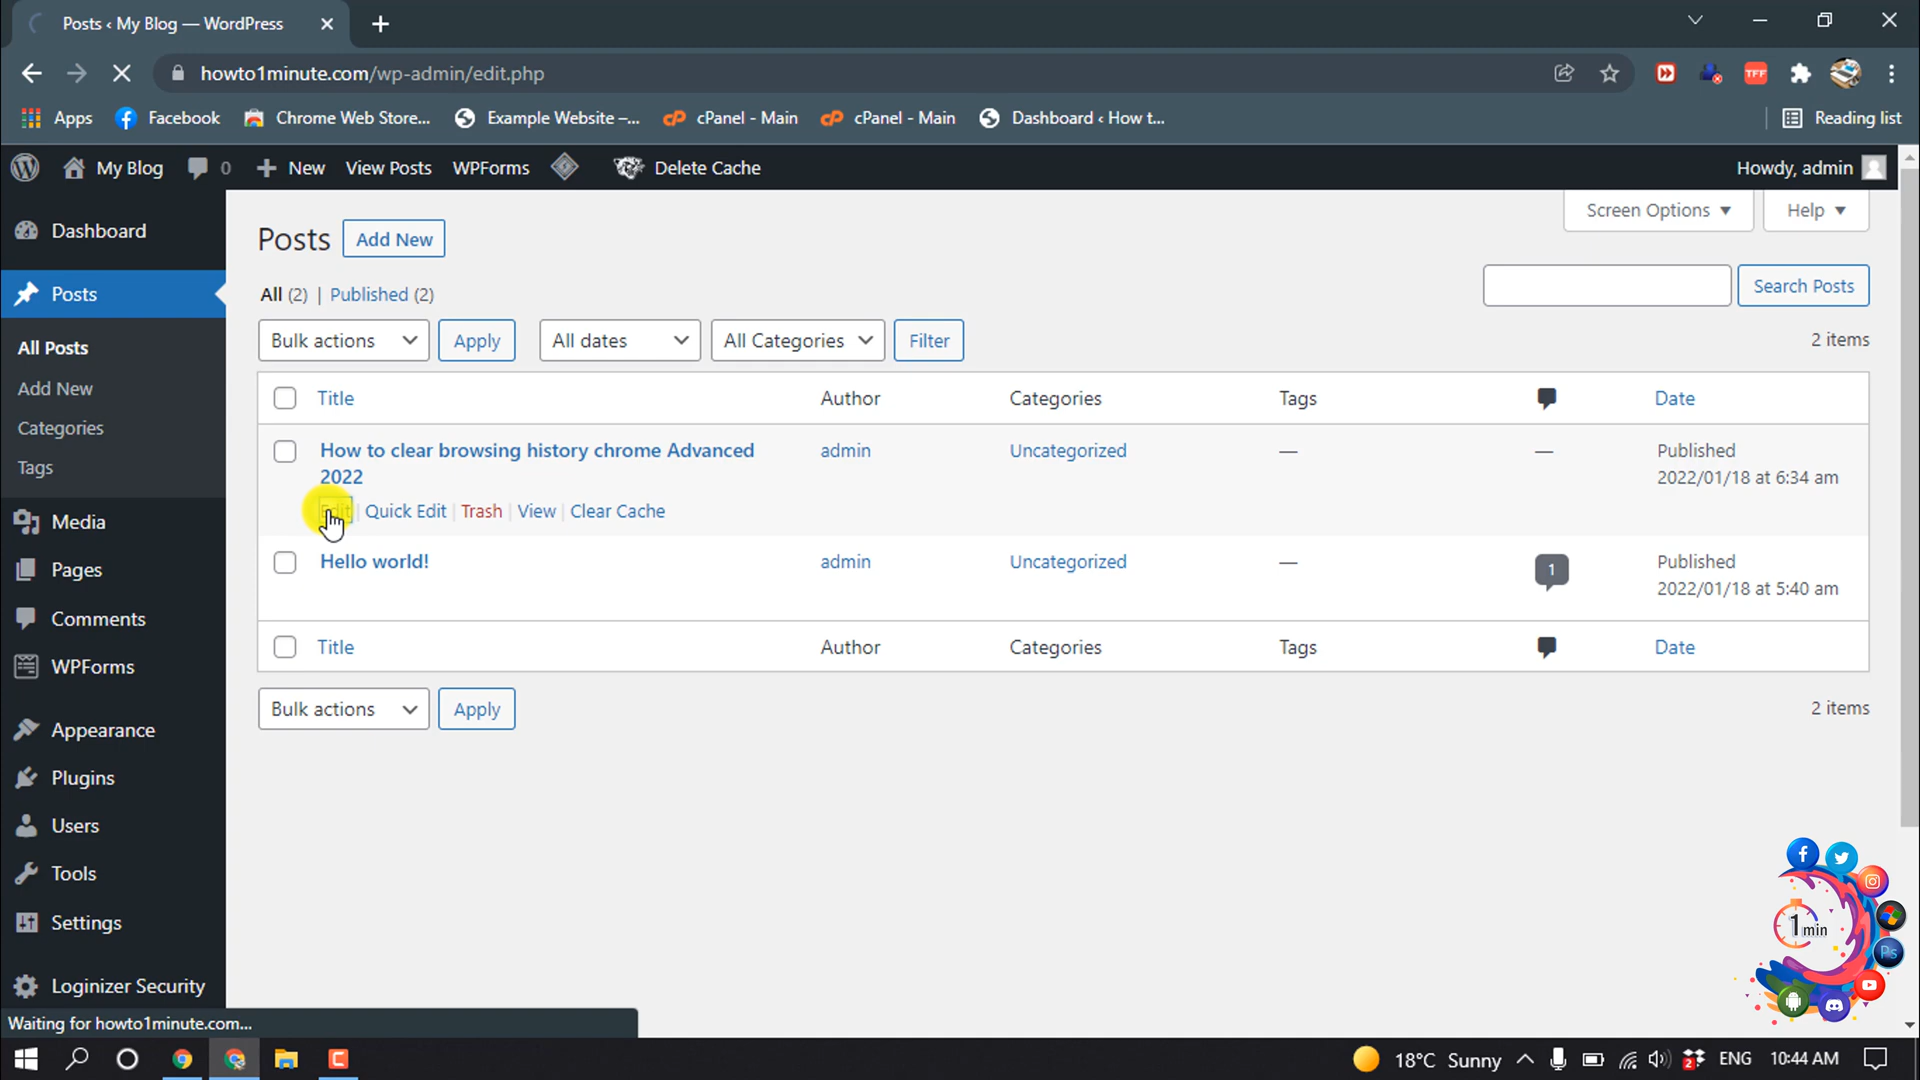 Posts ‹ My Blog — WordPress
howto1minute.com/wp-admin/edit.php
TFF
Apps Facebook Chrome Web Store... Example Website –... cPanel - Main cPanel - Main Dashboard ‹ How t... Reading list
My Blog 0 New View Posts WPForms Delete Cache Howdy, admin
Screen Options Help
Dashboard
Posts Add New
Posts
All (2) | Published (2)
Search Posts
Bulk actions Apply All dates All Categories Filter 2 items
All Posts
Add New
Categories
Tags
Media
Pages
Comments
WPForms
Appearance
Plugins
Users
Tools
Settings
Loginizer Security
Title Author Categories Tags Date
How to clear browsing history chrome Advanced admin Uncategorized — — Published
2022 2022/01/18 at 6:34 am
Edit | Quick Edit | Trash | View | Clear Cache
Hello world! admin Uncategorized — 1 Published
2022/01/18 at 5:40 am
Title Author Categories Tags Date
Bulk actions Apply 2 items
1 min
Ps
Waiting for howto1minute.com...
18°C Sunny 2 ENG 10:44 AM